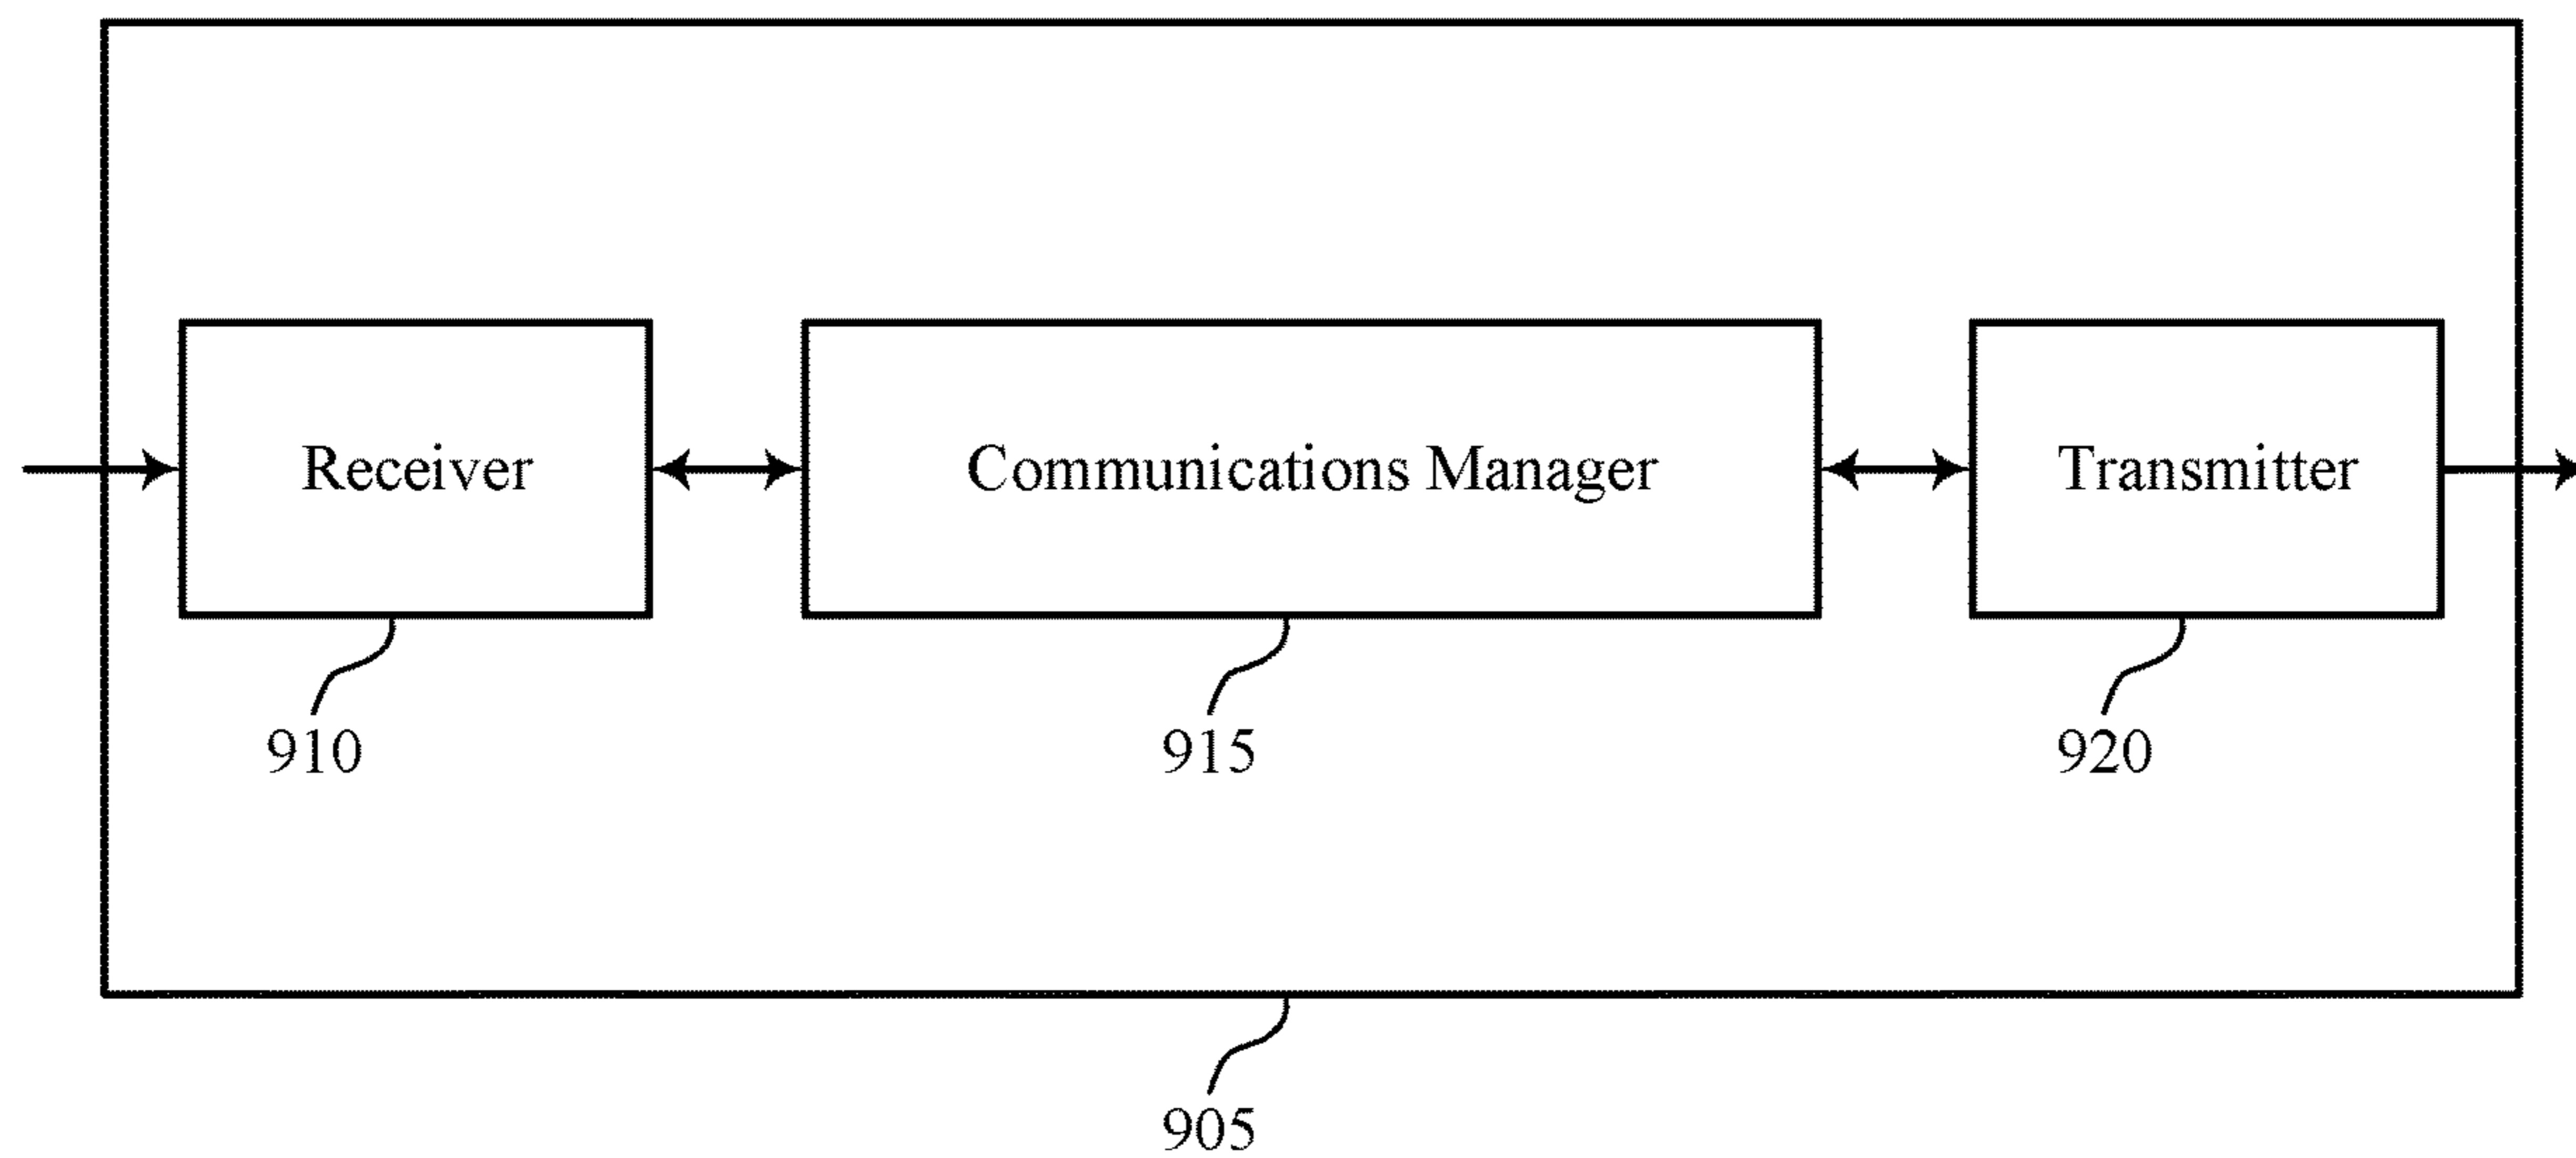 Receiver
Communications Manager
Transmitter
910
915
920
905